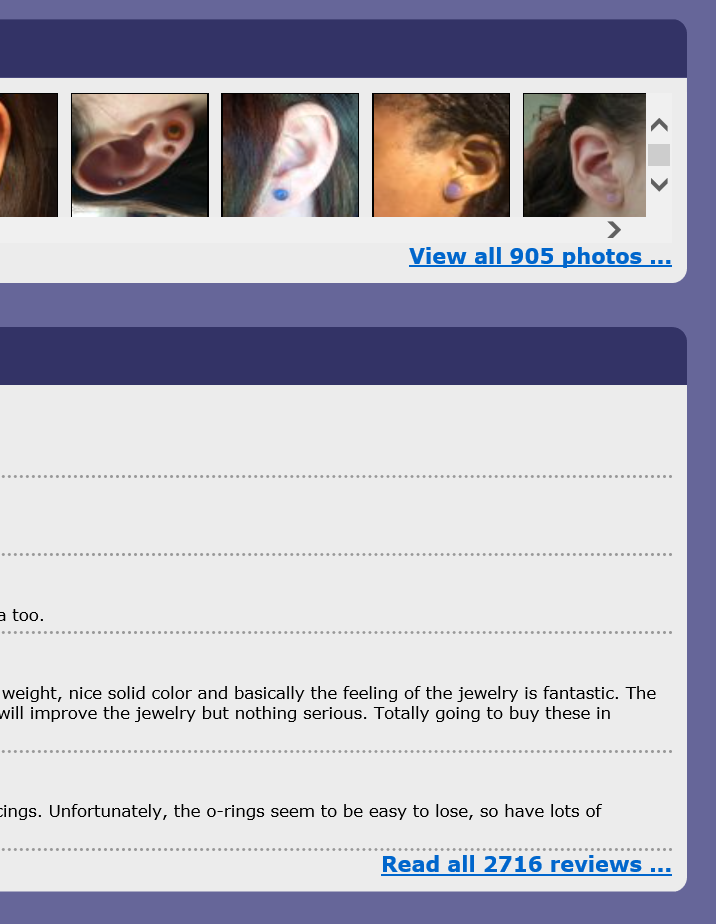 View all 905 photos ...
a too.
weight, nice solid color and basically the feeling of the jewelry is fantastic. The
will improve the jewelry but nothing serious. Totally going to buy these in
cings. Unfortunately, the o-rings seem to be easy to lose, so have lots of
Read all 2716 reviews ...